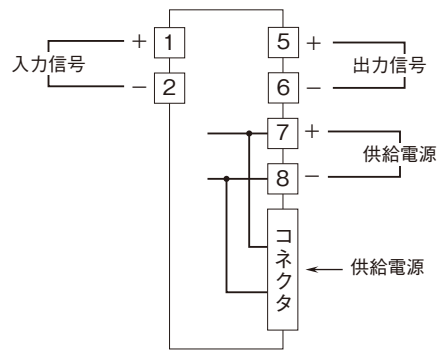 入力信号
+ 1
− 2
5 +
6 −
出力信号
7 +
8 −
供給電源
コネクタ
供給電源